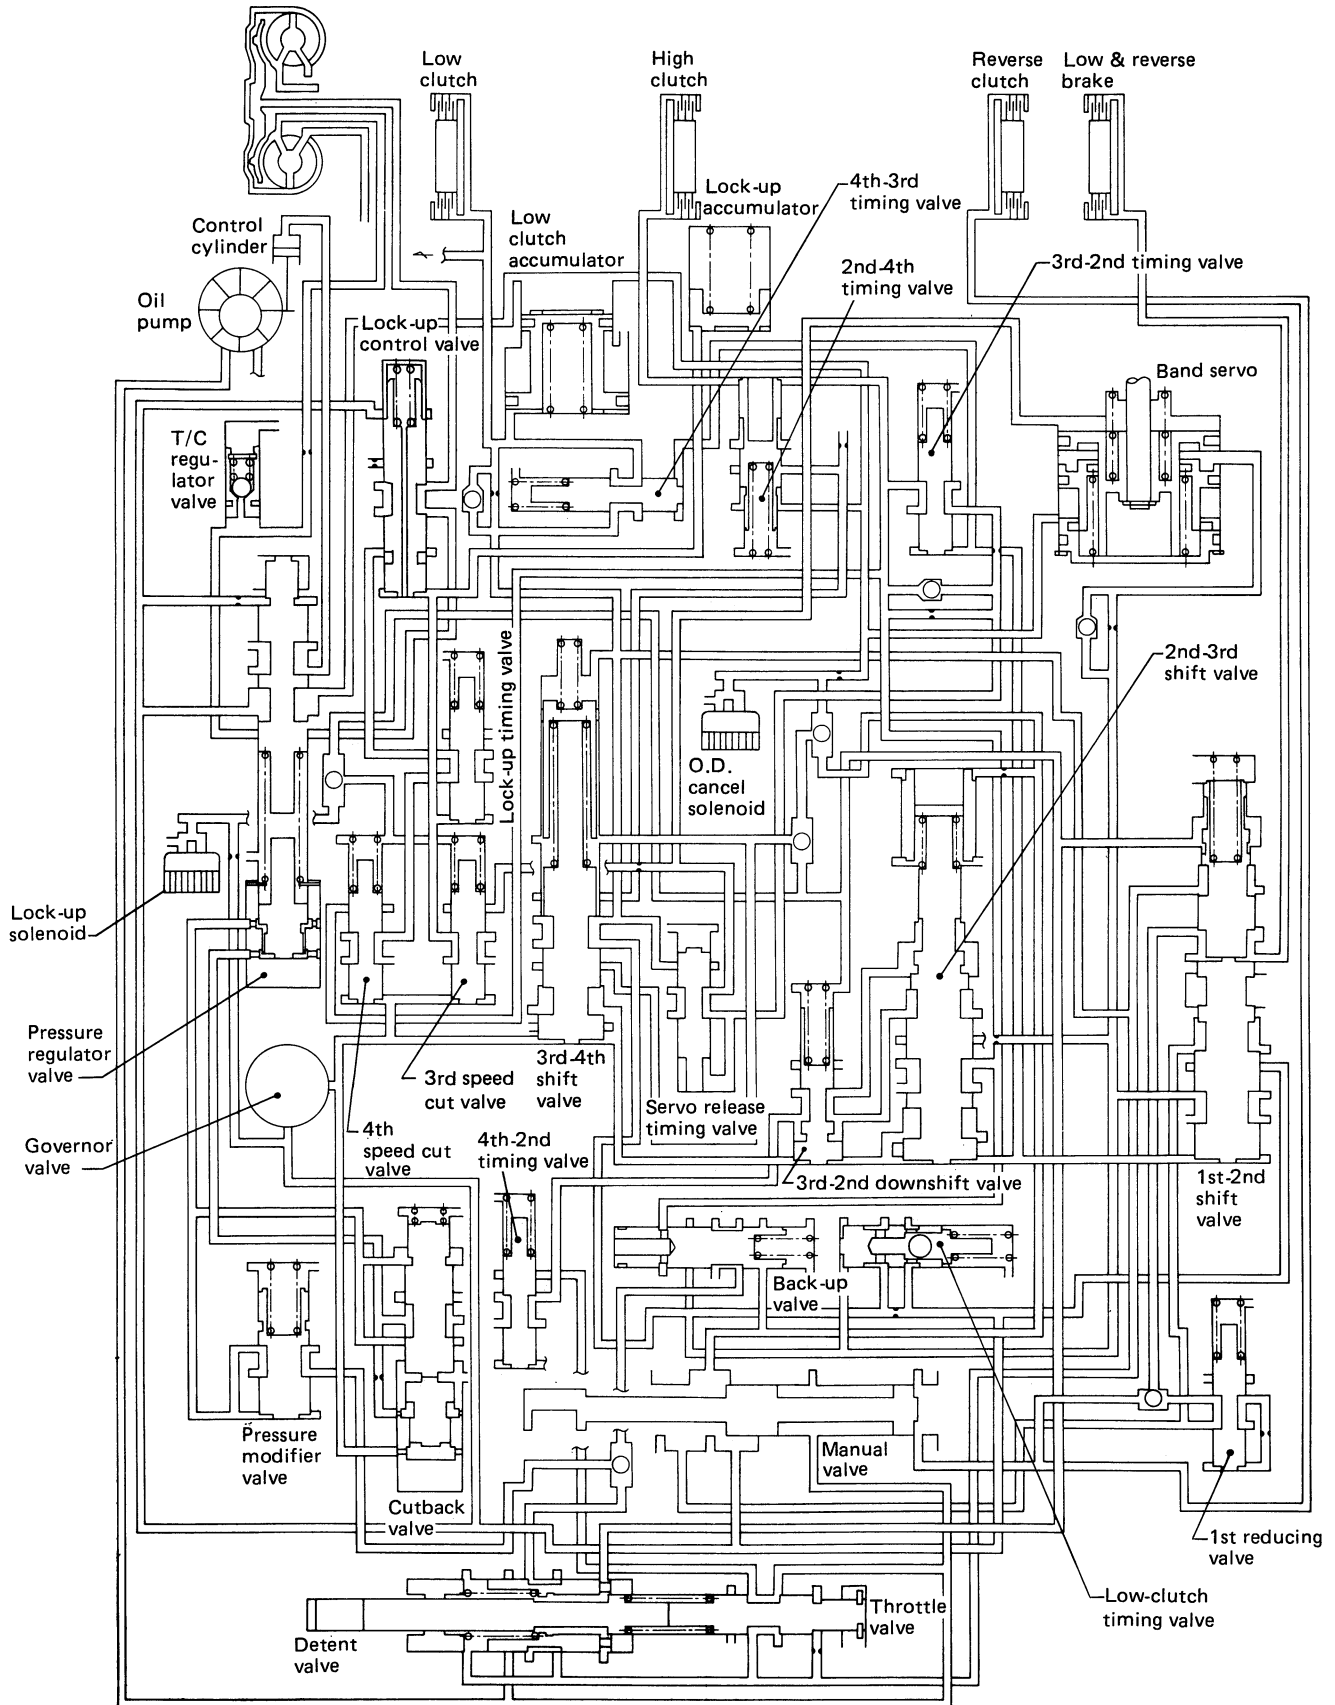 Low
clutch
High
clutch
Reverse
clutch
Low & reverse
brake
Lock-up
accumulator
4th-3rd
timing valve
Control
cylinder
Low
clutch
accumulator
2nd-4th
timing valve
3rd-2nd timing valve
Oil
pump
Lock-up
control valve
Band servo
T/C
regu-
lator
valve
Lock-up timing valve
2nd-3rd
shift valve
O.D.
cancel
solenoid
Lock-up
solenoid
Pressure
regulator
valve
3rd speed
cut valve
3rd-4th
shift
valve
Servo release
timing valve
Governor
valve
4th
speed cut
valve
4th-2nd
timing valve
3rd-2nd downshift valve
1st-2nd
shift
valve
Back-up
valve
Pressure
modifier
valve
Manual
valve
Cutback
valve
1st reducing
valve
Low-clutch
timing valve
Throttle
valve
Detent
valve